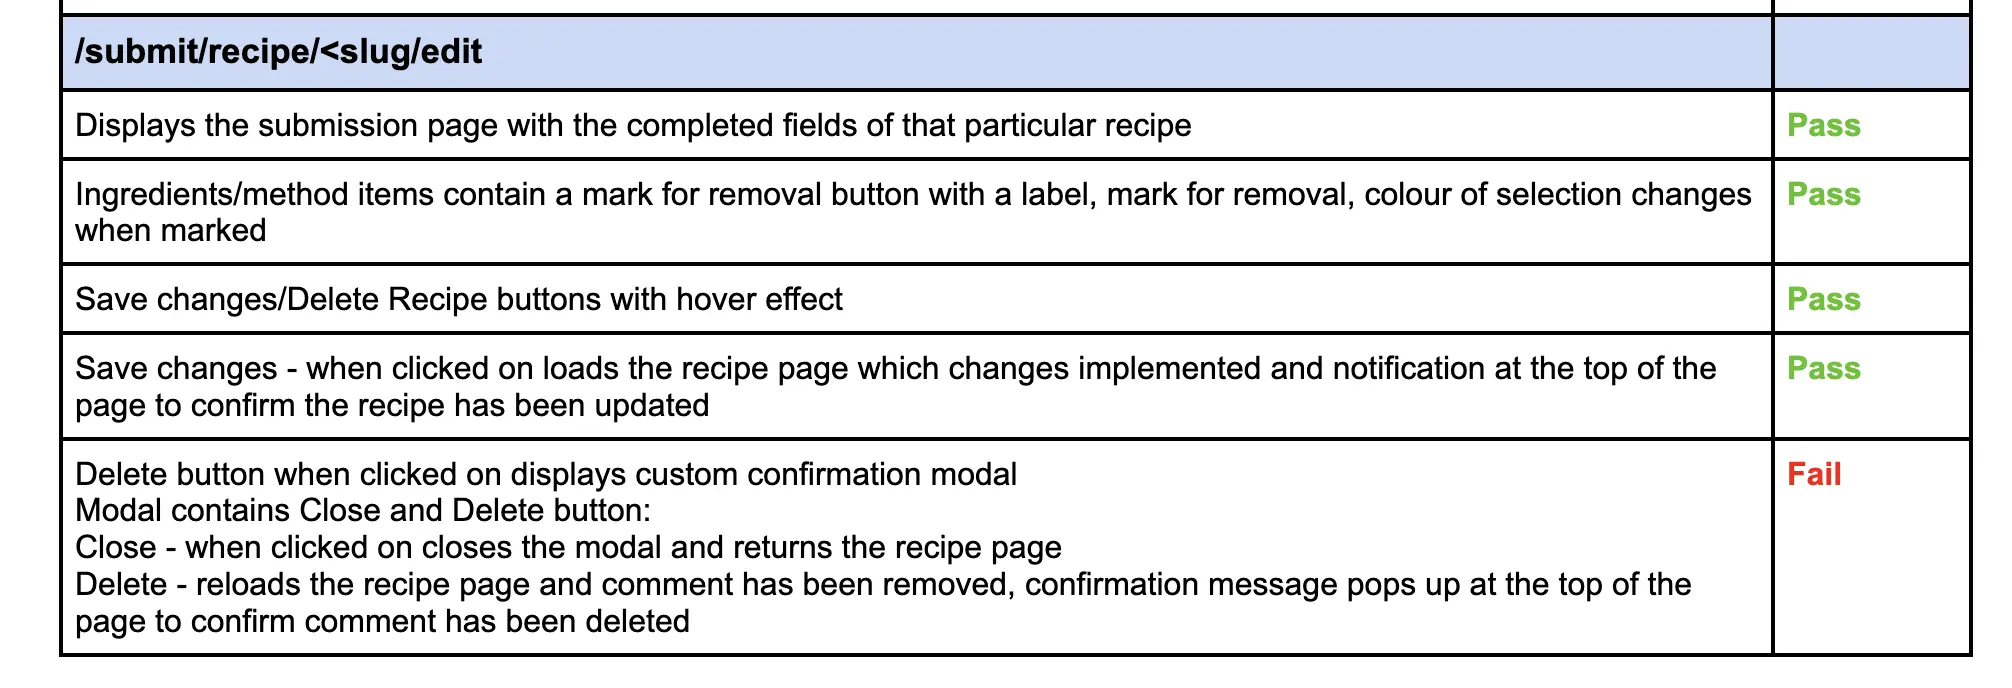 /submit/recipe/<slug/edit
Displays the submission page with the completed fields of that particular recipe
Pass
Ingredients/method items contain a mark for removal button with a label, mark for removal, colour of selection changes
when marked
Pass
Save changes/Delete Recipe buttons with hover effect
Pass
Save changes - when clicked on loads the recipe page which changes implemented and notification at the top of the
page to confirm the recipe has been updated
Pass
Delete button when clicked on displays custom confirmation modal
Modal contains Close and Delete button:
Close - when clicked on closes the modal and returns the recipe page
Delete - reloads the recipe page and comment has been removed, confirmation message pops up at the top of the
page to confirm comment has been deleted
Fail